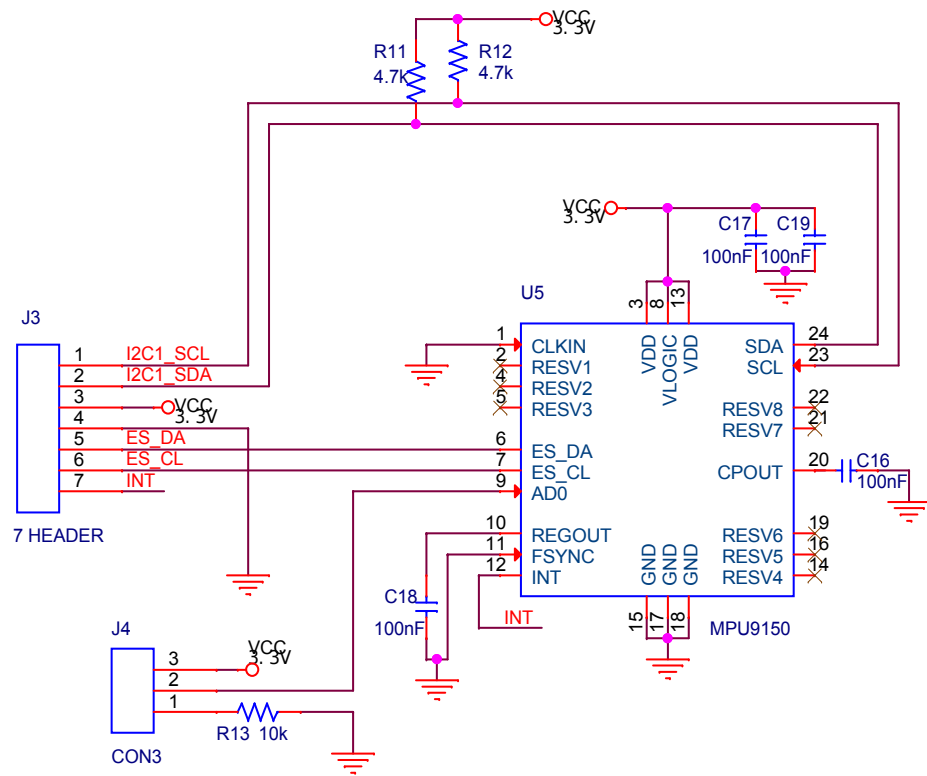 VCC
3. 3V
R11
4.7k
R12
4.7k
VCC
3. 3V
C17
100nF
C19
100nF
U5
3
8
13
VDD
VLOGIC
VDD
J3
1
I2C1_SCL
2
I2C1_SDA
3
VCC
3. 3V
4
5
ES_DA
6
ES_CL
7
INT
7 HEADER
1
CLKIN
2
RESV1
4
RESV2
5
RESV3
6
ES_DA
7
ES_CL
9
AD0
10
REGOUT
11
FSYNC
12
INT
SDA
24
SCL
23
RESV8
22
RESV7
21
CPOUT
20
C16
100nF
RESV6
19
RESV5
16
RESV4
14
GND
GND
GND
15
17
18
MPU9150
C18
100nF
INT
J4
3
VCC
3. 3V
2
1
R13 10k
CON3